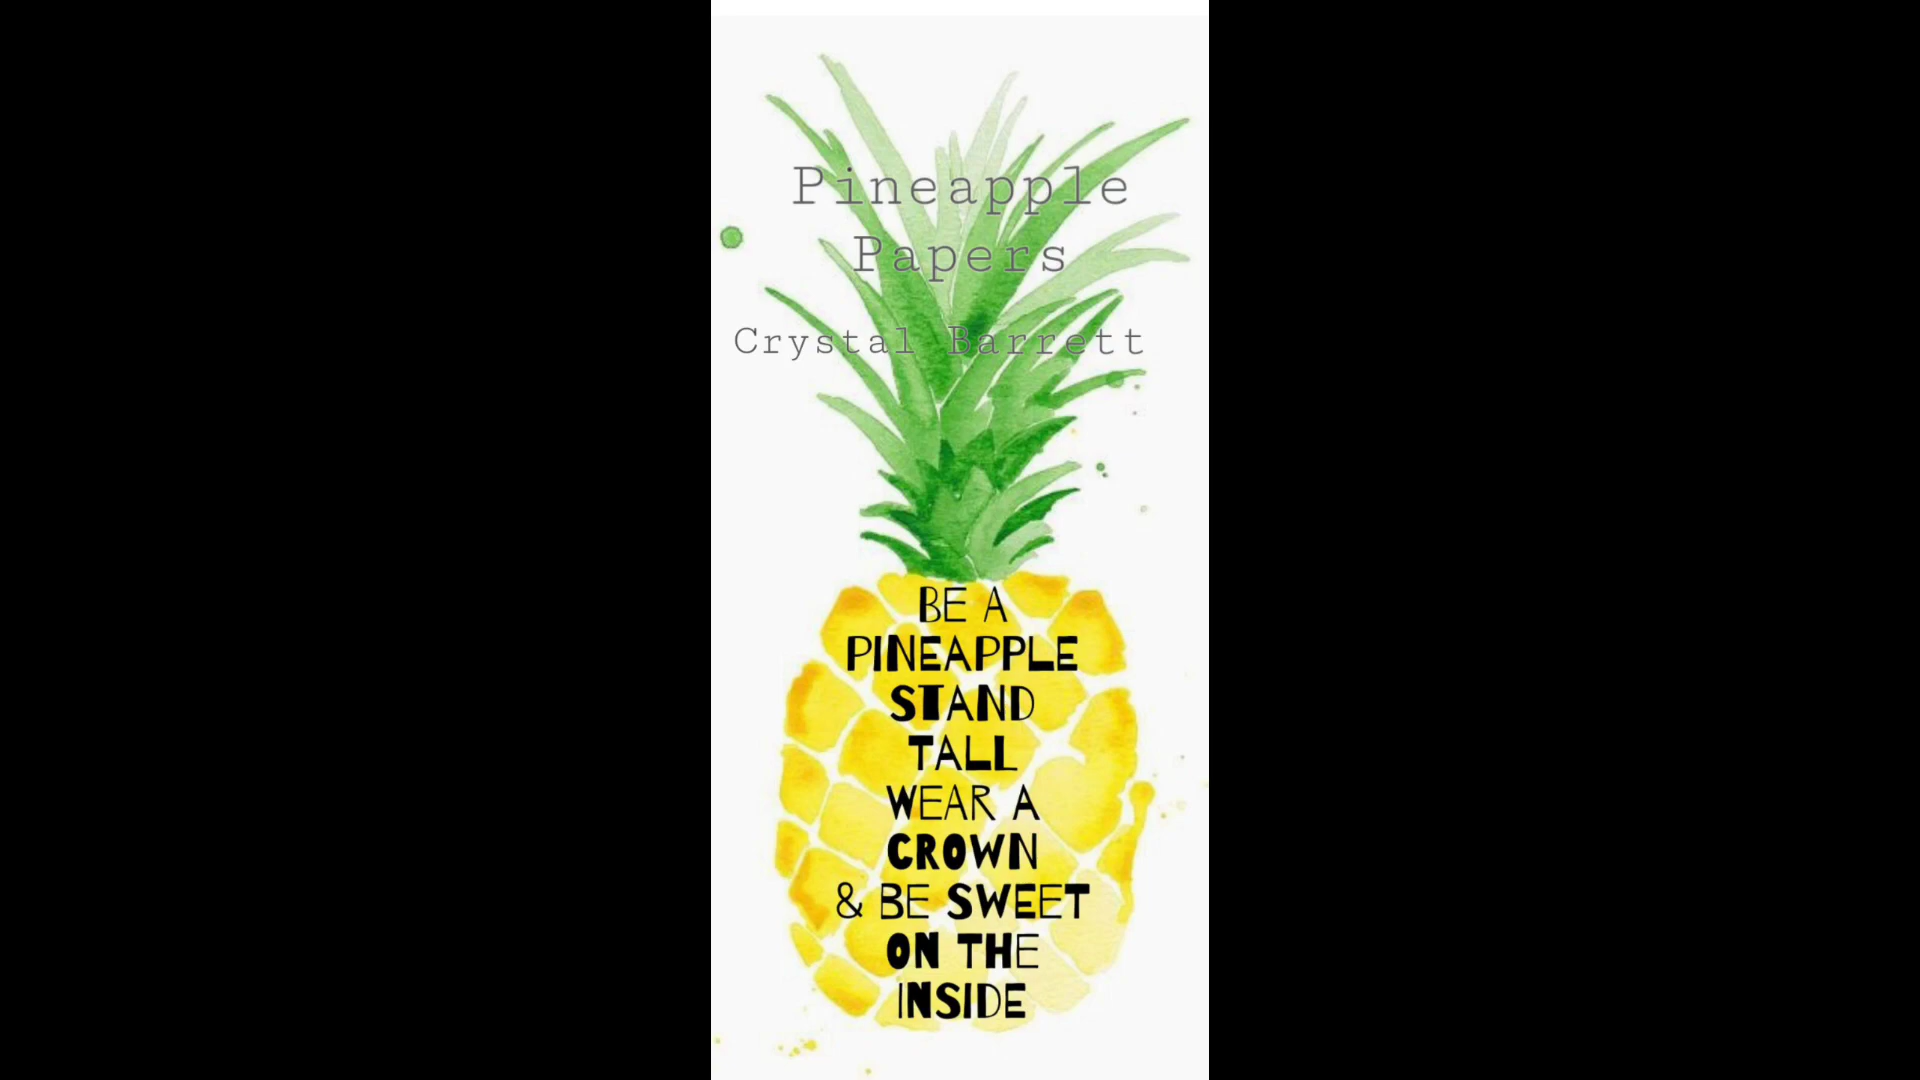 Pineapple
Papers
Crystal Barrett
BE A
PINEAPPLE
STAND
TALL
WEAR A
CROWN
& BE SWEET
ON THE
INSIDE